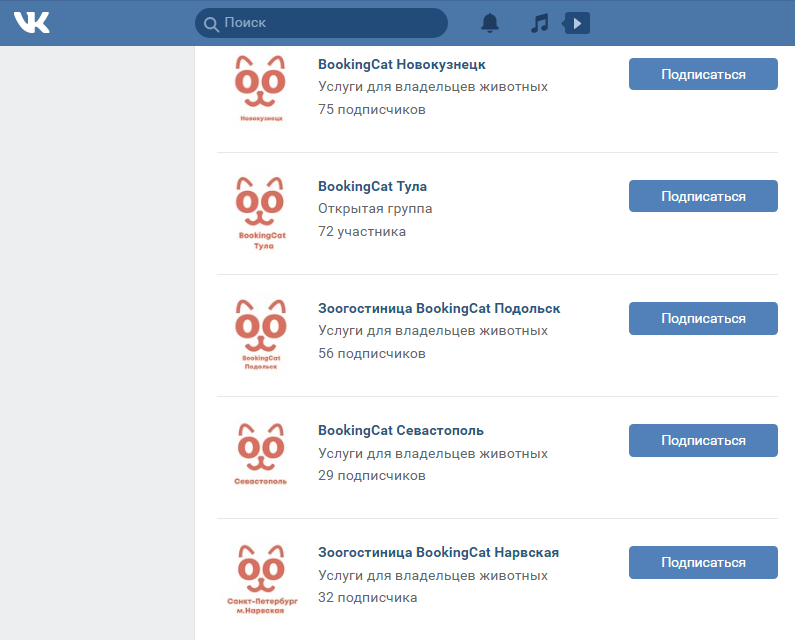 Поиск
BookingCat Новокузнецк
Услуги для владельцев животных
75 подписчиков
Подписаться
Новокузнецк
BookingCat Тула
Открытая группа
72 участника
Подписаться
BookingCat
Тула
Зоогостиница BookingCat Подольск
Услуги для владельцев животных
56 подписчиков
Подписаться
BookingCat
Подольск
BookingCat Севастополь
Услуги для владельцев животных
29 подписчиков
Подписаться
Севастополь
Зоогостиница BookingCat Нарвская
Услуги для владельцев животных
32 подписчика
Подписаться
Санкт-Петербург
м.Нарвская